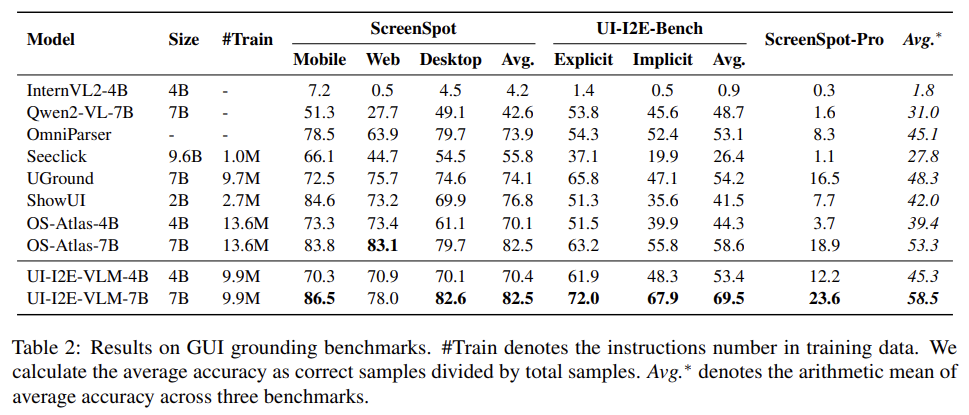 Model Size #Train ScreenSpot UI-I2E-Bench ScreenSpot-Pro Avg.*
Mobile Web Desktop Avg. Explicit Implicit Avg.
InternVL2-4B 4B - 7.2 0.5 4.5 4.2 1.4 0.5 0.9 0.3 1.8
Qwen2-VL-7B 7B - 51.3 27.7 49.1 42.6 53.8 45.6 48.7 1.6 31.0
OmniParser - - 78.5 63.9 79.7 73.9 54.3 52.4 53.1 8.3 45.1
Seeclick 9.6B 1.0M 66.1 44.7 54.5 55.8 37.1 19.9 26.4 1.1 27.8
UGround 7B 9.7M 72.5 75.7 74.6 74.1 65.8 47.1 54.2 16.5 48.3
ShowUI 2B 2.7M 84.6 73.2 69.9 76.8 51.3 35.6 41.5 7.7 42.0
OS-Atlas-4B 4B 13.6M 73.3 73.4 61.1 70.1 51.5 39.9 44.3 3.7 39.4
OS-Atlas-7B 7B 13.6M 83.8 83.1 79.7 82.5 63.2 55.8 58.6 18.9 53.3
UI-I2E-VLM-4B 4B 9.9M 70.3 70.9 70.1 70.4 61.9 48.3 53.4 12.2 45.3
UI-I2E-VLM-7B 7B 9.9M 86.5 78.0 82.6 82.5 72.0 67.9 69.5 23.6 58.5
Table 2: Results on GUI grounding benchmarks. #Train denotes the instructions number in training data. We
calculate the average accuracy as correct samples divided by total samples. Avg.* denotes the arithmetic mean of
average accuracy across three benchmarks.